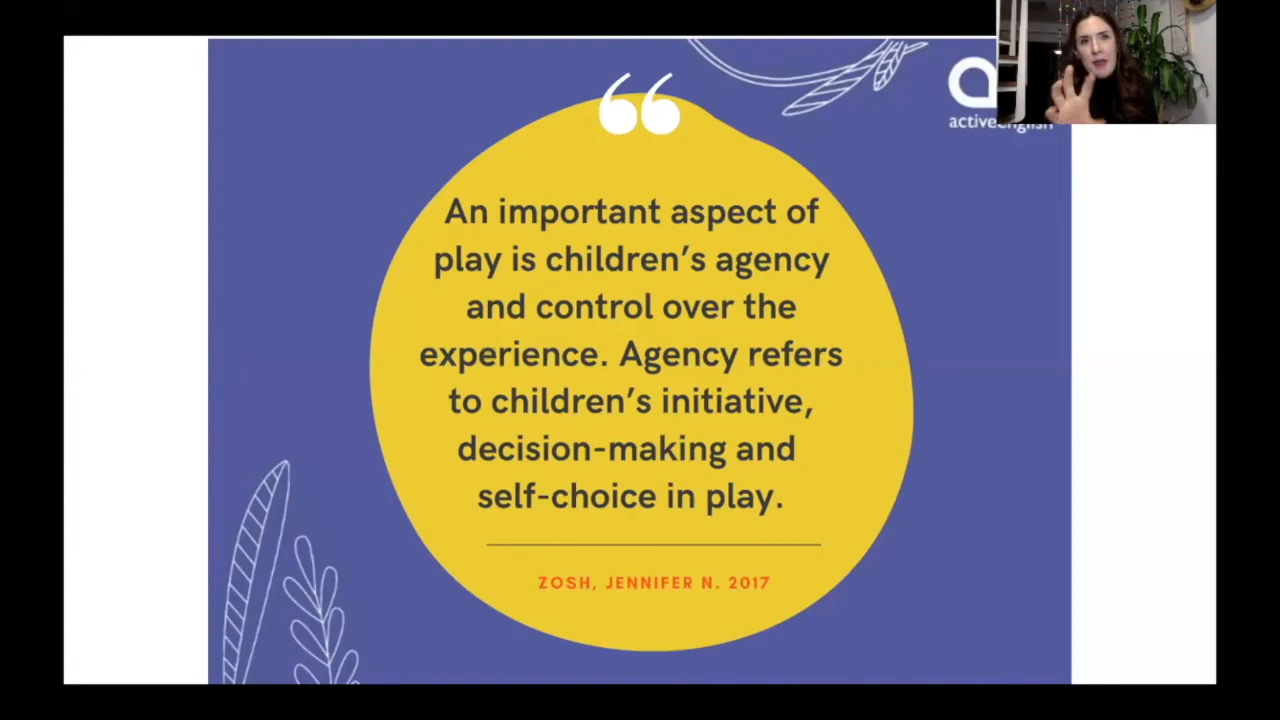 “
An important aspect of
play is children’s agency
and control over the
experience. Agency refers
to children’s initiative,
decision-making and
self-choice in play.
ZOSH, JENNIFER N. 2017
activeenglish